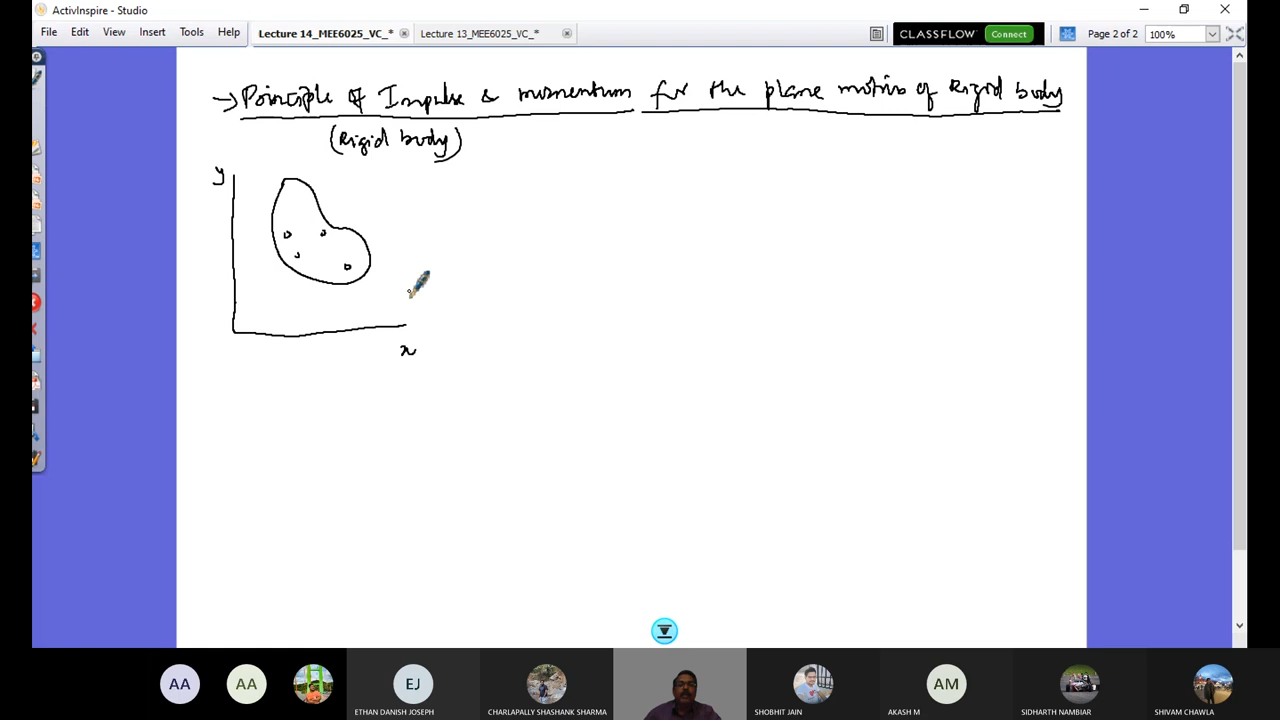 ActivInspire - Studio
File Edit View Insert Tools Help
Lecture 14_MEE6025_VC_*
Lecture 13_MEE6025_VC_*
CLASSFLOW Connect
Page 2 of 2
100%
→ Principle of Impulse & momentum for the plane motion of Rigid body
(Rigid body)
y
x
AA
AA
EJ
AM
ETHAN DANISH JOSEPH
CHARLAPALLY SHASHANK SHARMA
SHOBHIT JAIN
AKASH M
SIDHARTH NAMBIAR
SHIVAM CHAWLA